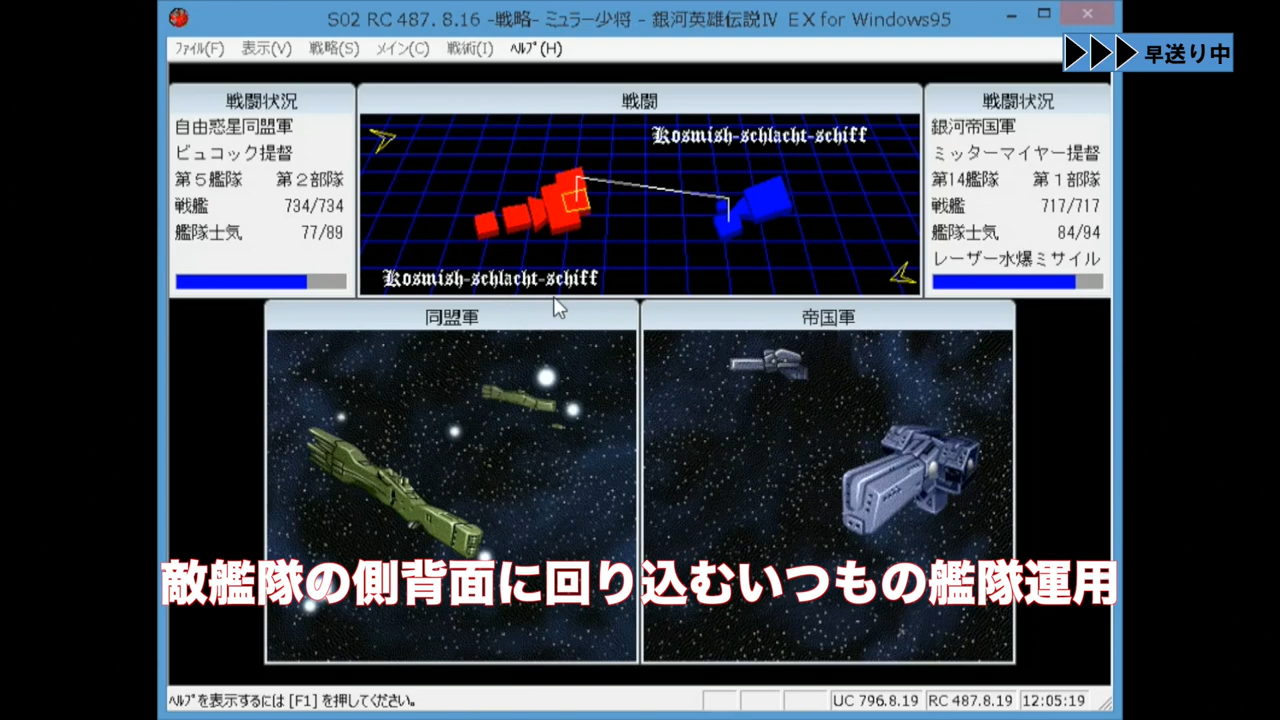 S02 RC 487. 8.16 -戦略- ミュラー少将 - 銀河英雄伝説Ⅳ EX for Windows95
ﾌｧｲﾙ(F) 表示(V) 戦略(S) メイン(C) 戦術(I) ﾍﾙﾌﾟ(H)
早送り中
戦闘状況
自由惑星同盟軍
ビュコック提督
第5艦隊 第2部隊
戦艦 734/734
艦隊士気 77/89
戦闘
Kosmish-schlacht-schiff
Kosmish-schlacht-schiff
戦闘状況
銀河帝国軍
ミッターマイヤー提督
第14艦隊 第1部隊
戦艦 717/717
艦隊士気 84/94
レーザー水爆ミサイル
同盟軍
帝国軍
敵艦隊の側背面に回り込むいつもの艦隊運用
ﾍﾙﾌﾟを表示するには [F1] を押してください。
UC 796.8.19 RC 487.8.19 12:05:19